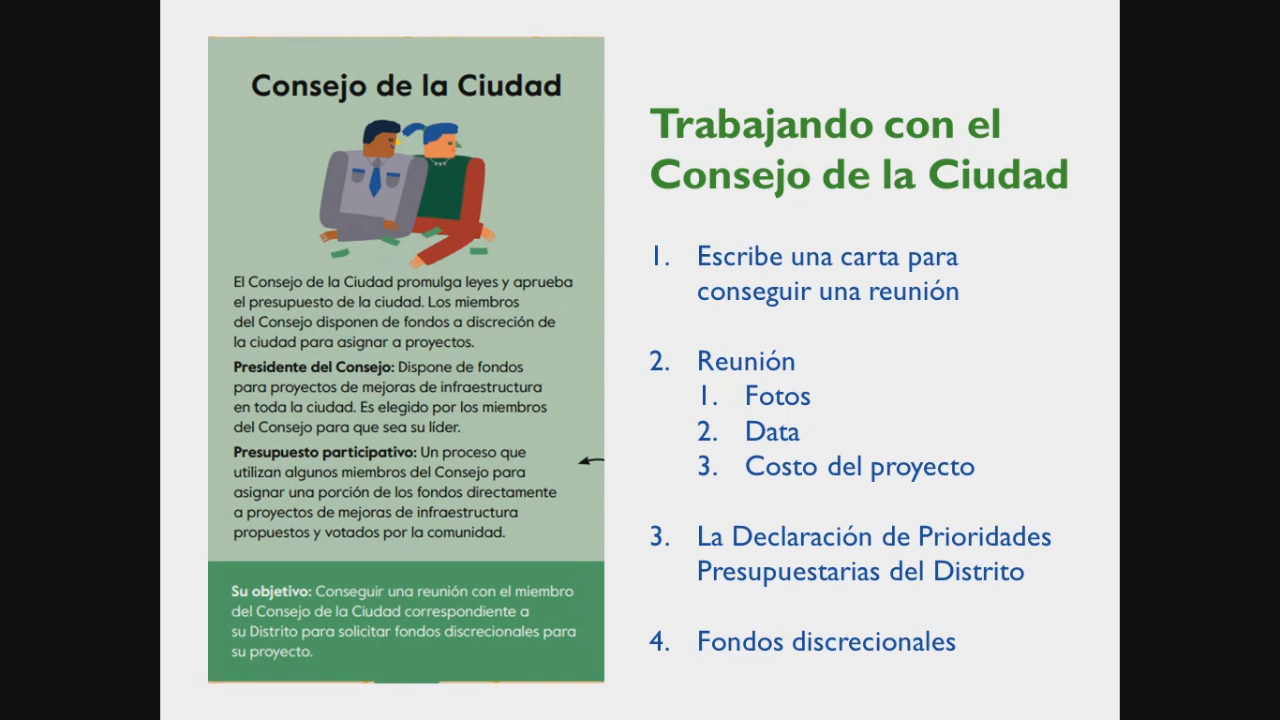 Consejo de la Ciudad
El Consejo de la Ciudad promulga leyes y aprueba
el presupuesto de la ciudad. Los miembros
del Consejo disponen de fondos a discreción de
la ciudad para asignar a proyectos.
Presidente del Consejo: Dispone de fondos
para proyectos de mejoras de infraestructura
en toda la ciudad. Es elegido por los miembros
del Consejo para que sea su líder.
Presupuesto participativo: Un proceso que
utilizan algunos miembros del Consejo para
asignar una porción de los fondos directamente
a proyectos de mejoras de infraestructura
propuestos y votados por la comunidad.
Su objetivo: Conseguir una reunión con el miembro
del Consejo de la Ciudad correspondiente a
su Distrito para solicitar fondos discrecionales para
su proyecto.
Trabajando con el
Consejo de la Ciudad
1. Escribe una carta para
conseguir una reunión
2. Reunión
1. Fotos
2. Data
3. Costo del proyecto
3. La Declaración de Prioridades
Presupuestarias del Distrito
4. Fondos discrecionales